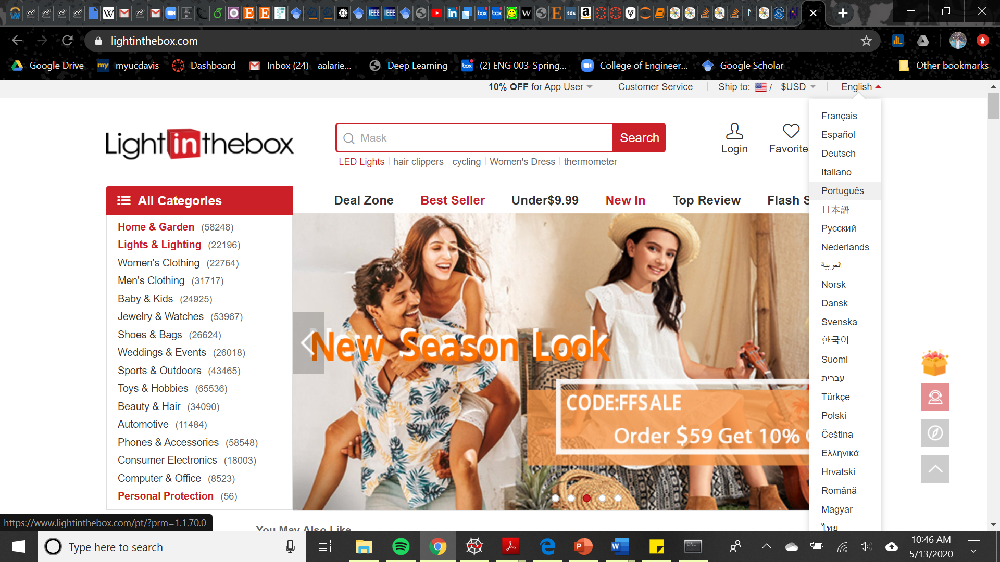 lightinthebox.com
Google Drive
myucdavis
Dashboard
Inbox (24) - aalarie...
Deep Learning
(2) ENG 003_Spring...
College of Engineer...
Google Scholar
Other bookmarks
10% OFF for App User
Customer Service
Ship to: / $USD
English
Lightinthebox
Mask
Search
Login
Favorites
LED Lights
hair clippers
cycling
Women's Dress
thermometer
All Categories
Deal Zone
Best Seller
Under$9.99
New In
Top Review
Flash S
Home & Garden (58248)
Lights & Lighting (22196)
Women's Clothing (22764)
Men's Clothing (31717)
Baby & Kids (24925)
Jewelry & Watches (53967)
Shoes & Bags (26624)
Weddings & Events (26018)
Sports & Outdoors (43465)
Toys & Hobbies (65536)
Beauty & Hair (34090)
Automotive (11484)
Phones & Accessories (58548)
Consumer Electronics (18003)
Computer & Office (8523)
Personal Protection (56)
New Season Look
CODE:FFSALE
Order $59 Get 10%
Français
Español
Deutsch
Italiano
Português
日本語
Русский
Nederlands
العربية
Norsk
Dansk
Svenska
한국어
Suomi
עברית
Türkçe
Polski
Čeština
Ελληνικά
Hrvatski
Română
Magyar
ไทย
https://www.lightinthebox.com/pt/?prm=1.1.70.0
You May Also Like
Type here to search
10:46 AM
5/13/2020